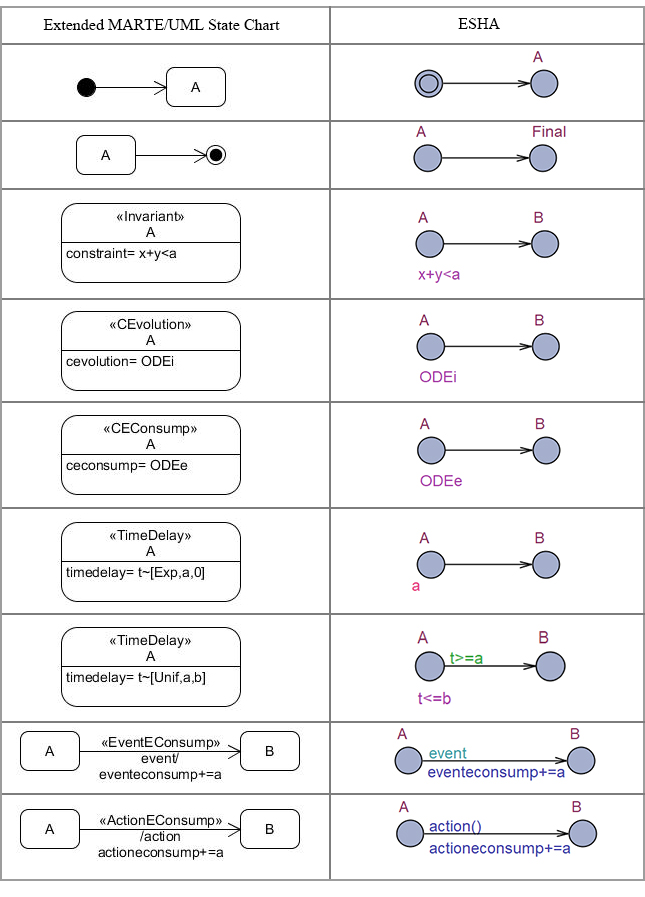 Extended MARTE/UML State Chart
ESHA
A
A
A
A
Final
«Invariant»
A
constraint= x+y<a
A
B
x+y<a
«CEvolution»
A
cevolution= ODEi
A
B
ODEi
«CEConsump»
A
ceconsump= ODEe
A
B
ODEe
«TimeDelay»
A
timedelay= t~[Exp,a,0]
A
B
a
«TimeDelay»
A
timedelay= t~[Unif,a,b]
A
B
t>=a
t<=b
A
«EventEConsump»
event/
eventeconsump+=a
B
A
B
event
eventeconsump+=a
A
«ActionEConsump»
/action
actioneconsump+=a
B
A
B
action()
actioneconsump+=a